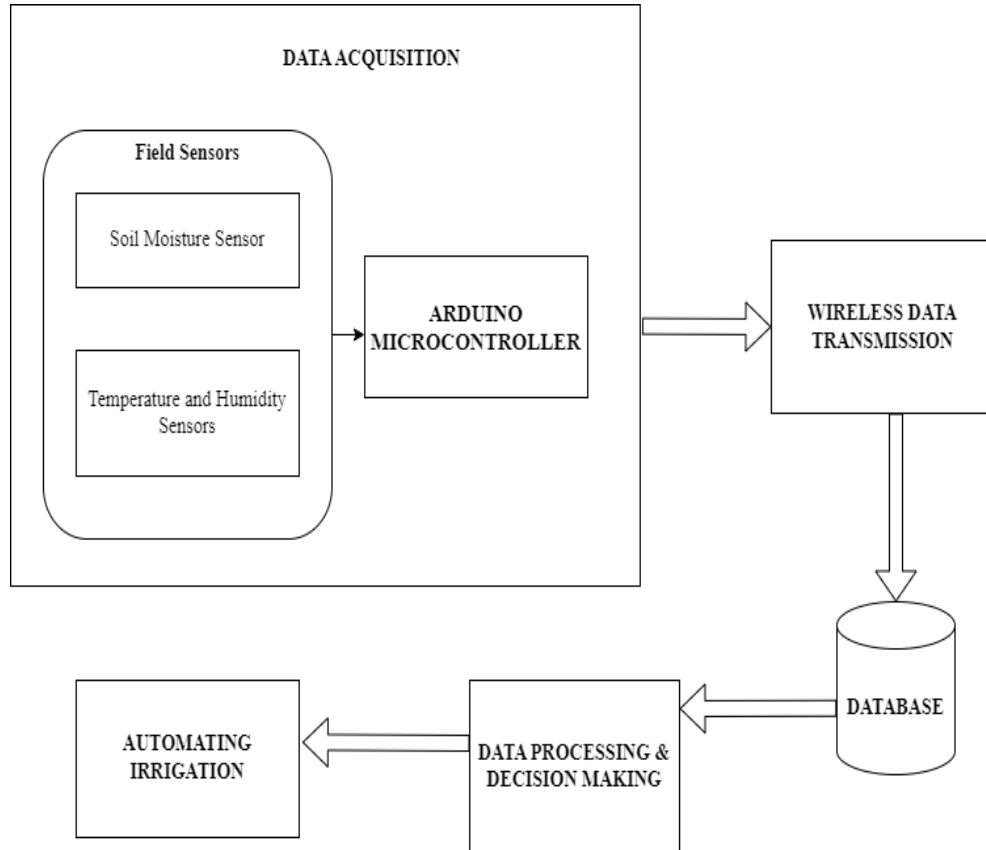 DATA ACQUISITION
Field Sensors
Soil Moisture Sensor
Temperature and Humidity
Sensors
ARDUINO
MICROCONTROLLER
WIRELESS DATA
TRANSMISSION
DATABASE
DATA PROCESSING &
DECISION MAKING
AUTOMATING
IRRIGATION